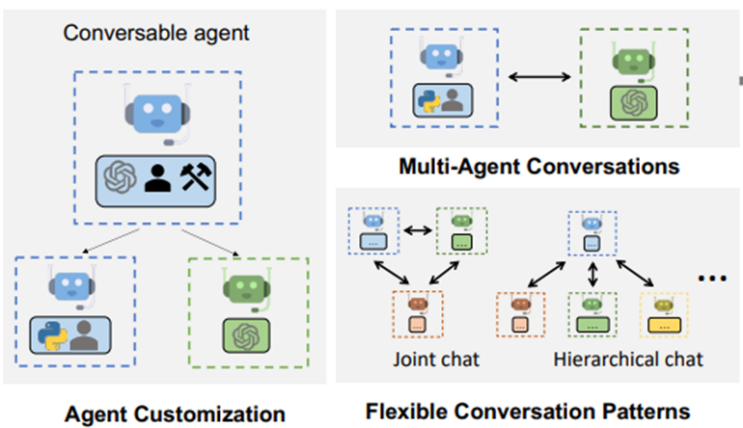 Conversable agent
Agent Customization
Multi-Agent Conversations
...
...
...
...
...
...
...
Joint chat
Hierarchical chat
Flexible Conversation Patterns